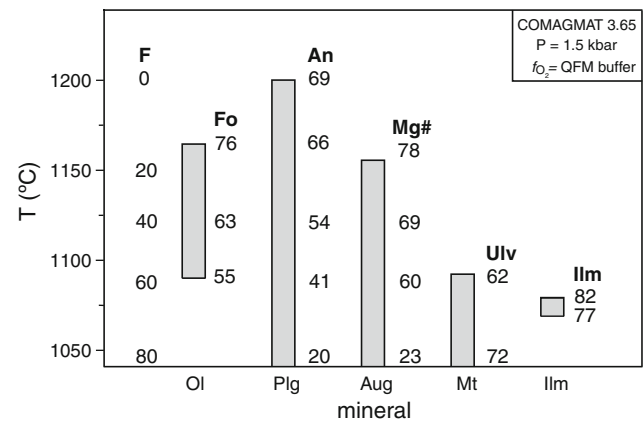 COMAGMAT 3.65
P = 1.5 kbar
fO2= QFM buffer
F An
1200 0 69
Fo Mg#
76 66 78
1150 20
T (°C)
40 63 54 69
Ulv Ilm
1100 60 55 41 60 62 82
77
1050 80 20 23 72
Ol Plg Aug Mt Ilm
mineral